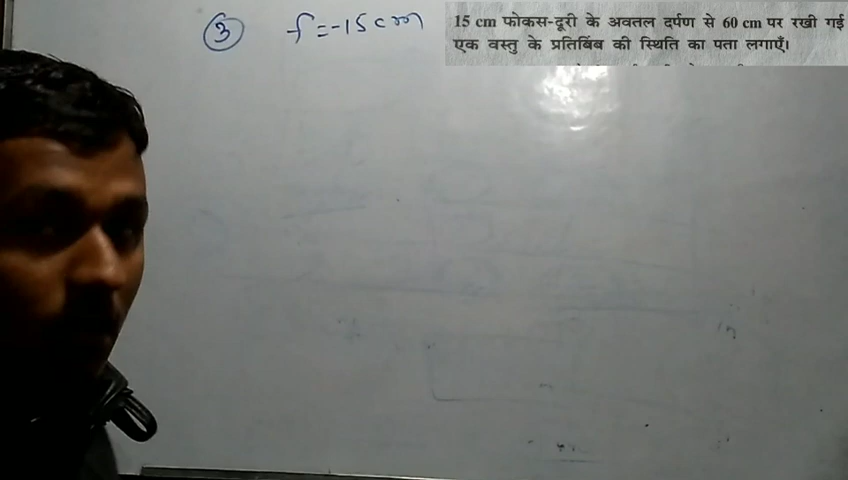 ③ f = -15 cm
15 cm फोकस-दूरी के अवतल दर्पण से 60 cm पर रखी गई
एक वस्तु के प्रतिबिंब की स्थिति का पता लगाएँ।